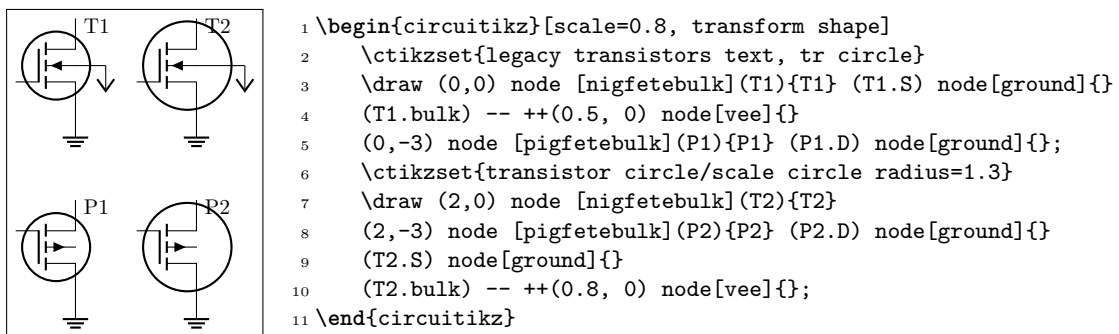 T1 T2
P1 P2
1 \begin{circuitikz}[scale=0.8, transform shape]
2 \ctikzset{legacy transistors text, tr circle}
3 \draw (0,0) node [nigfetebulk](T1){T1} (T1.S) node[ground]{}
4 (T1.bulk) -- ++(0.5, 0) node[vee]{}
5 (0,-3) node [pigfetebulk](P1){P1} (P1.D) node[ground]{};
6 \ctikzset{transistor circle/scale circle radius=1.3}
7 \draw (2,0) node [nigfetebulk](T2){T2}
8 (2,-3) node [pigfetebulk](P2){P2} (P2.D) node[ground]{}
9 (T2.S) node[ground]{}
10 (T2.bulk) -- ++(0.8, 0) node[vee]{};
11 \end{circuitikz}